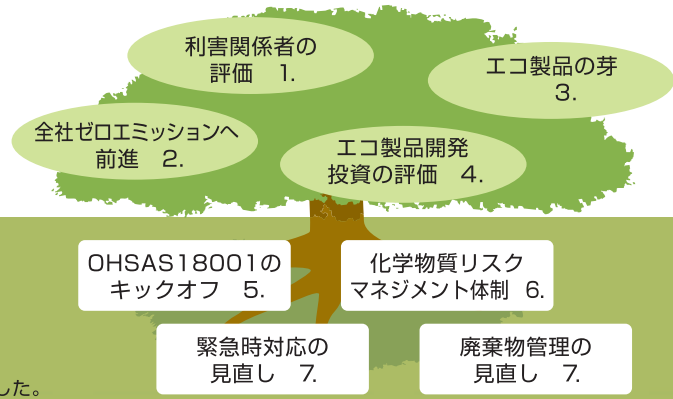 利害関係者の
評価 1.
エコ製品の芽
3.
全社ゼロエミッションへ
前進 2.
エコ製品開発
投資の評価 4.
OHSAS18001の
キックオフ 5.
化学物質リスク
マネジメント体制 6.
緊急時対応の
見直し 7.
廃棄物管理の
見直し 7.
した。